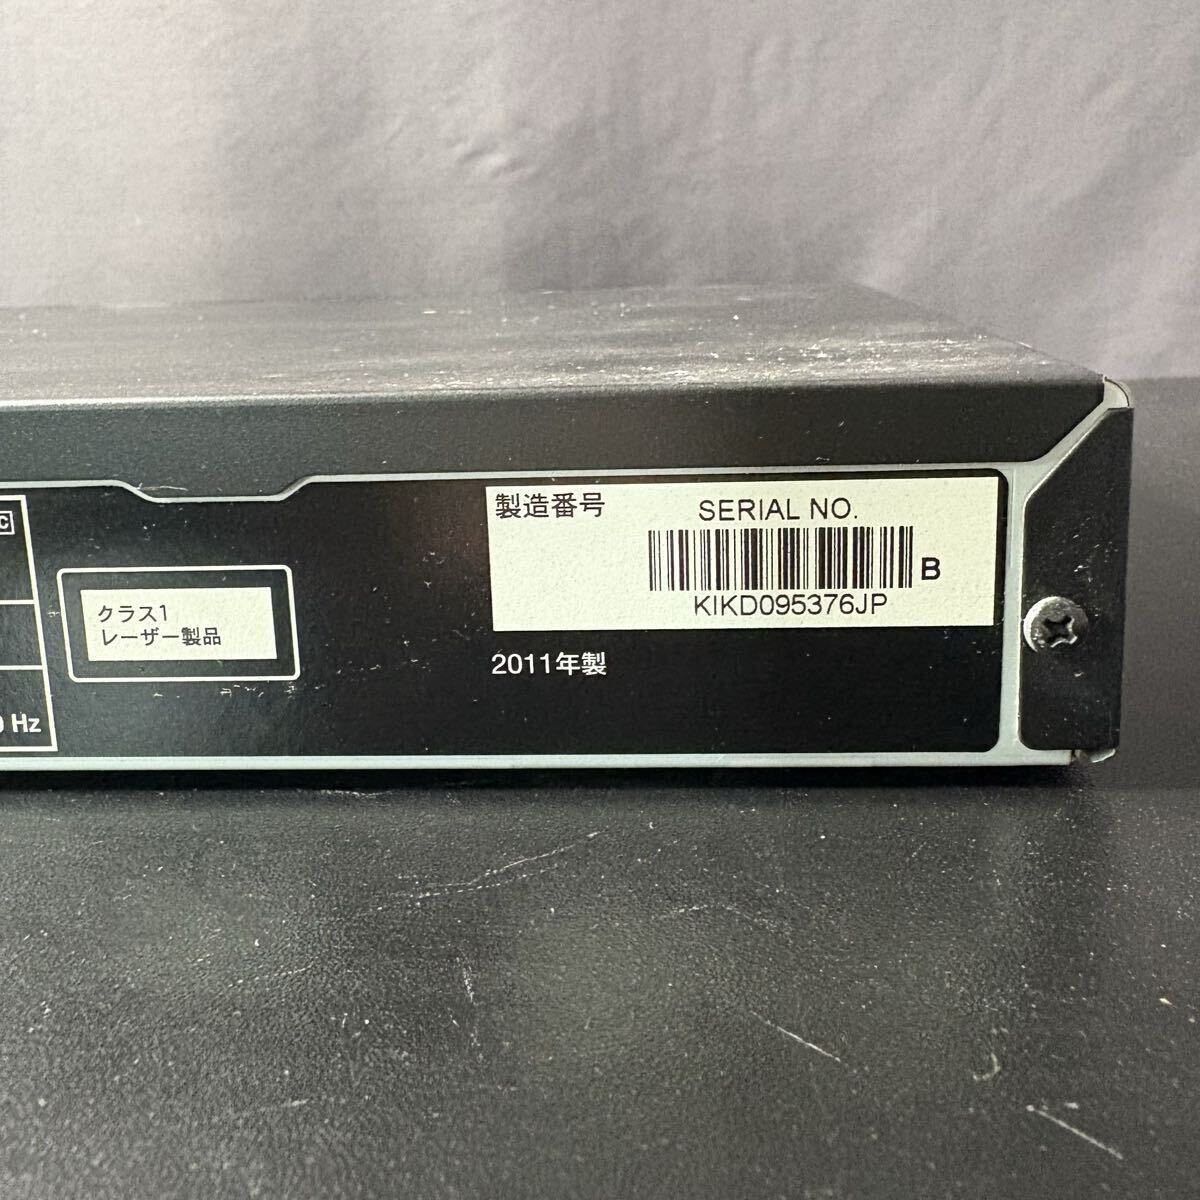 製造番号 SERIAL NO.
B
KIKD095376JP
2011年製
クラス1
レーザー製品
C
0 Hz